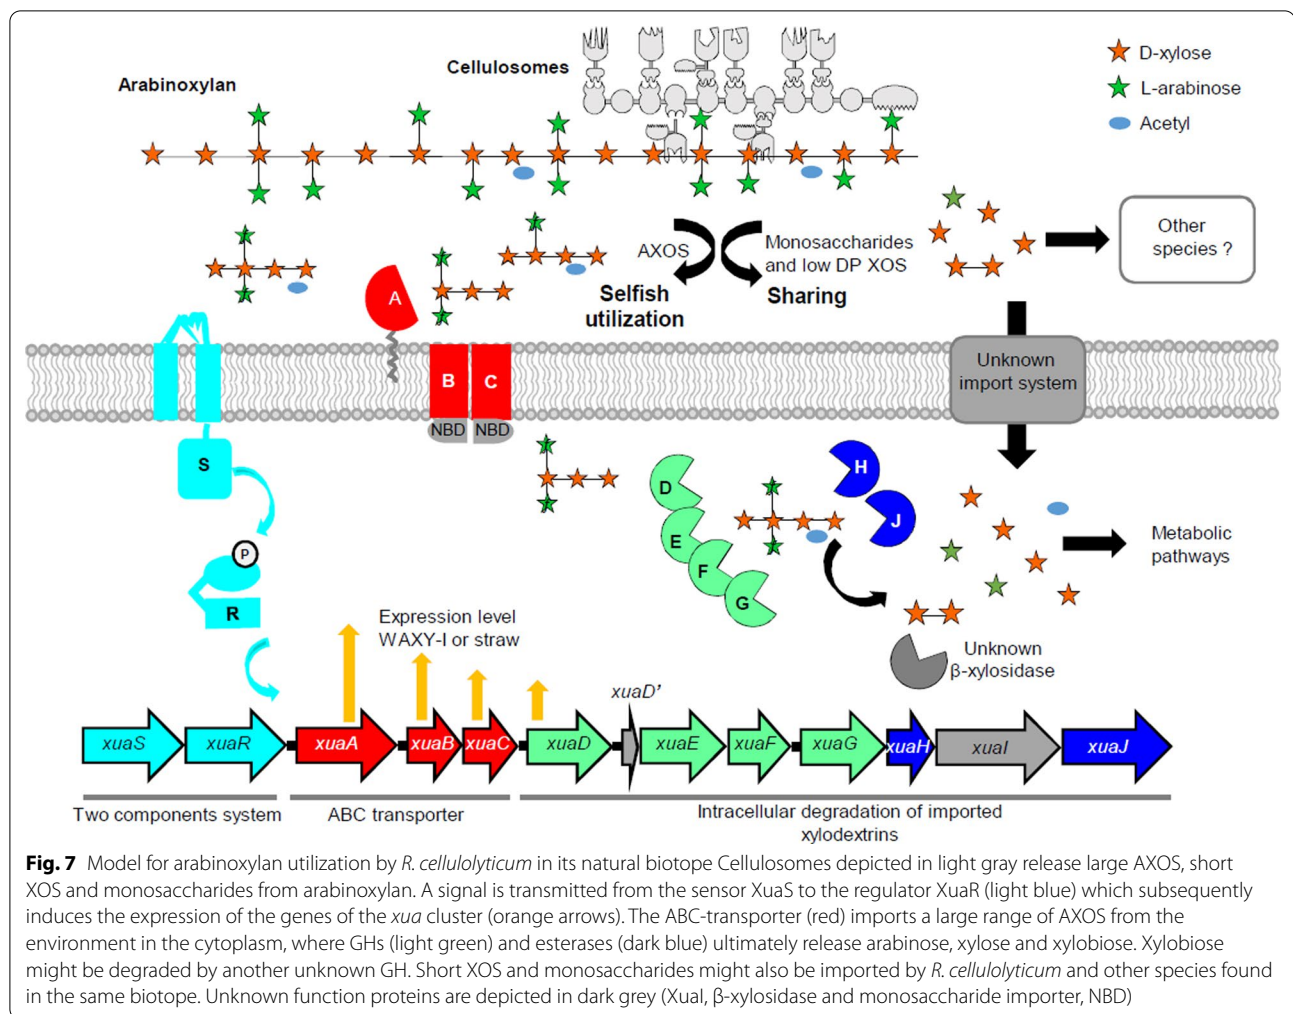 Arabinoxylan
Cellulosomes
D-xylose
L-arabinose
Acetyl
AXOS
Monosaccharides
and low DP XOS
Selfish
utilization
Sharing
Other
species ?
A
B
C
NBD
NBD
Unknown
import system
S
P
R
D
E
F
G
H
J
Metabolic
pathways
Unknown
β-xylosidase
Expression level
WAXY-I or straw
xuaD’
xuaS
xuaR
xuaA
xuaB
xuaC
xuaD
xuaE
xuaF
xuaG
xuaH
xuaI
xuaJ
Two components system
ABC transporter
Intracellular degradation of imported
xylodextrins
Fig. 7 Model for arabinoxylan utilization by R. cellulolyticum in its natural biotope Cellulosomes depicted in light gray release large AXOS, short
XOS and monosaccharides from arabinoxylan. A signal is transmitted from the sensor XuaS to the regulator XuaR (light blue) which subsequently
induces the expression of the genes of the xua cluster (orange arrows). The ABC-transporter (red) imports a large range of AXOS from the
environment in the cytoplasm, where GHs (light green) and esterases (dark blue) ultimately release arabinose, xylose and xylobiose. Xylobiose
might be degraded by another unknown GH. Short XOS and monosaccharides might also be imported by R. cellulolyticum and other species found
in the same biotope. Unknown function proteins are depicted in dark grey (XuaI, β-xylosidase and monosaccharide importer, NBD)